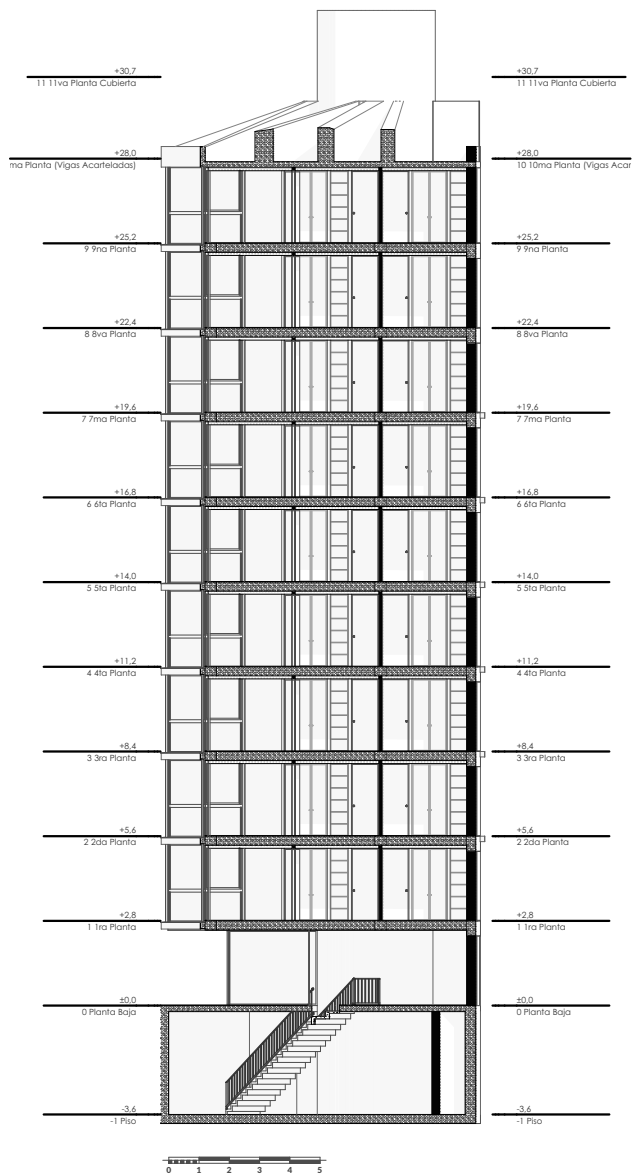 +30,7 +30,7
11 11va Planta Cubierta 11 11va Planta Cubierta
+28,0 +28,0
ma Planta (Vigas Acarteladas) 10 10ma Planta (Vigas Acar
+25,2 +25,2
9 9na Planta 9 9na Planta
+22,4 +22,4
8 8va Planta 8 8va Planta
+19,6 +19,6
7 7ma Planta 7 7ma Planta
+16,8 +16,8
6 6ta Planta 6 6ta Planta
+14,0 +14,0
5 5ta Planta 5 5ta Planta
+11,2 +11,2
4 4ta Planta 4 4ta Planta
+8,4 +8,4
3 3ra Planta 3 3ra Planta
+5,6 +5,6
2 2da Planta 2 2da Planta
+2,8 +2,8
1 1ra Planta 1 1ra Planta
±0,0 ±0,0
0 Planta Baja 0 Planta Baja
-3,6 -3,6
-1 Piso -1 Piso
0 1 2 3 4 5